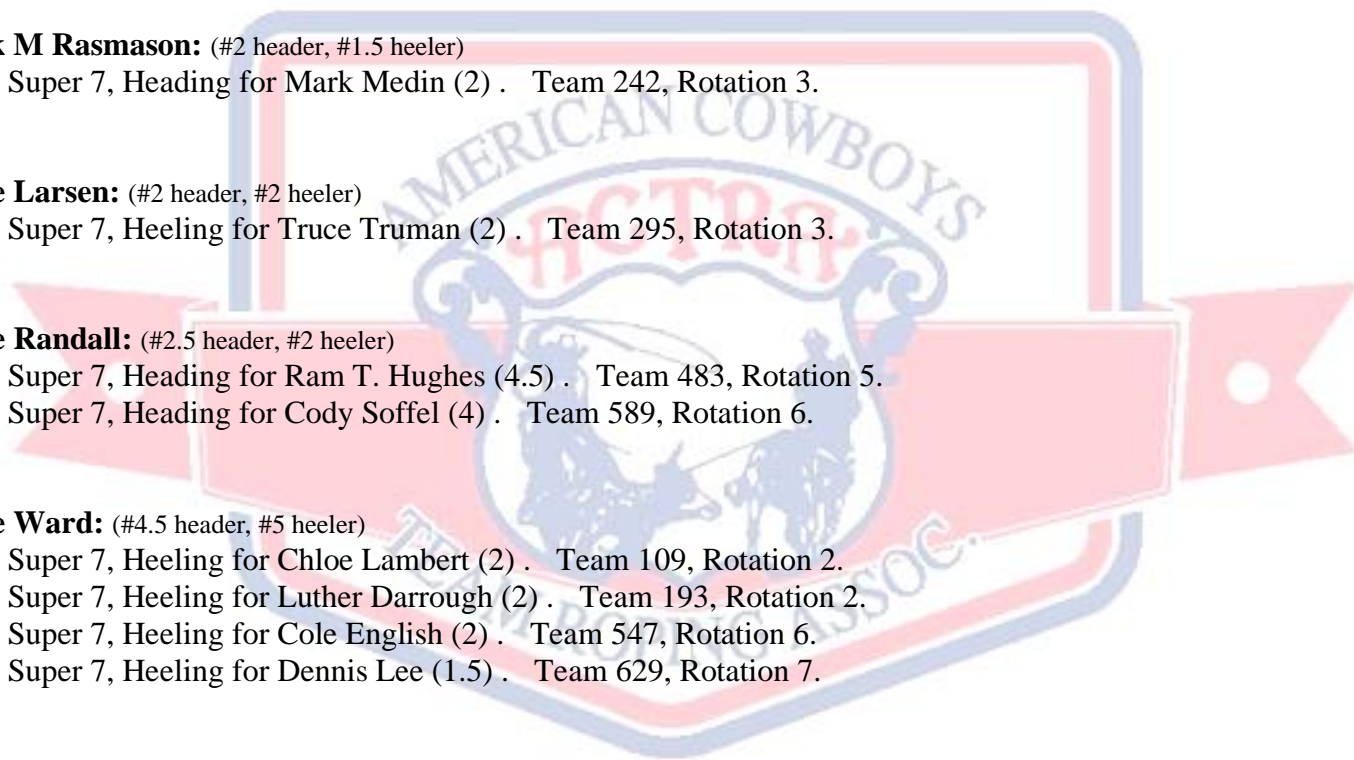 M Rasmason: (#2 header, #1.5 heeler)
Super 7, Heading for Mark Medin (2) . Team 242, Rotation 3.
Larsen: (#2 header, #2 heeler)
Super 7, Heeling for Truce Truman (2) . Team 295, Rotation 3.
Randall: (#2.5 header, #2 heeler)
Super 7, Heading for Ram T. Hughes (4.5) . Team 483, Rotation 5.
Super 7, Heading for Cody Soffel (4) . Team 589, Rotation 6.
Ward: (#4.5 header, #5 heeler)
Super 7, Heeling for Chloe Lambert (2) . Team 109, Rotation 2.
Super 7, Heeling for Luther Darrough (2) . Team 193, Rotation 2.
Super 7, Heeling for Cole English (2) . Team 547, Rotation 6.
Super 7, Heeling for Dennis Lee (1.5) . Team 629, Rotation 7.
AMERICAN COWBOYS
ACTRA
TEAM ROPING ASSOC.